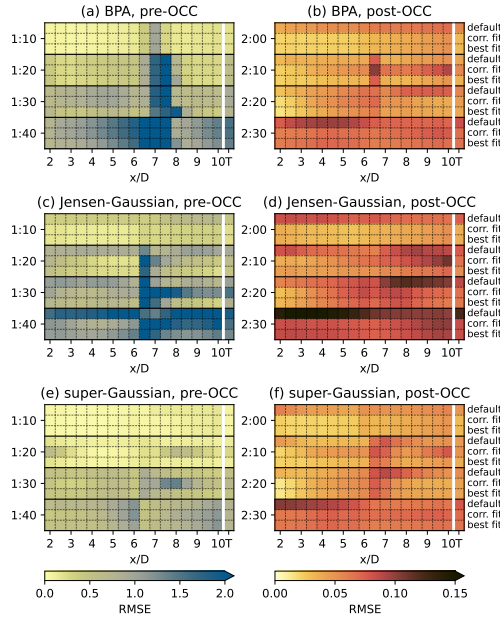 (a) BPA, pre-OCC
(b) BPA, post-OCC
1:10
1:20
1:30
1:40
2:00
2:10
2:20
2:30
default
corr. fit
best fit
default
corr. fit
best fit
default
corr. fit
best fit
default
corr. fit
best fit
2 3 4 5 6 7 8 9 10T
2 3 4 5 6 7 8 9 10T
x/D
x/D
(c) Jensen-Gaussian, pre-OCC
(d) Jensen-Gaussian, post-OCC
1:10
1:20
1:30
1:40
2:00
2:10
2:20
2:30
default
corr. fit
best fit
default
corr. fit
best fit
default
corr. fit
best fit
default
corr. fit
best fit
2 3 4 5 6 7 8 9 10T
2 3 4 5 6 7 8 9 10T
x/D
x/D
(e) super-Gaussian, pre-OCC
(f) super-Gaussian, post-OCC
1:10
1:20
1:30
1:40
2:00
2:10
2:20
2:30
default
corr. fit
best fit
default
corr. fit
best fit
default
corr. fit
best fit
default
corr. fit
best fit
2 3 4 5 6 7 8 9 10T
2 3 4 5 6 7 8 9 10T
x/D
x/D
0.0 0.5 1.0 1.5 2.0
0.00 0.05 0.10 0.15
RMSE
RMSE